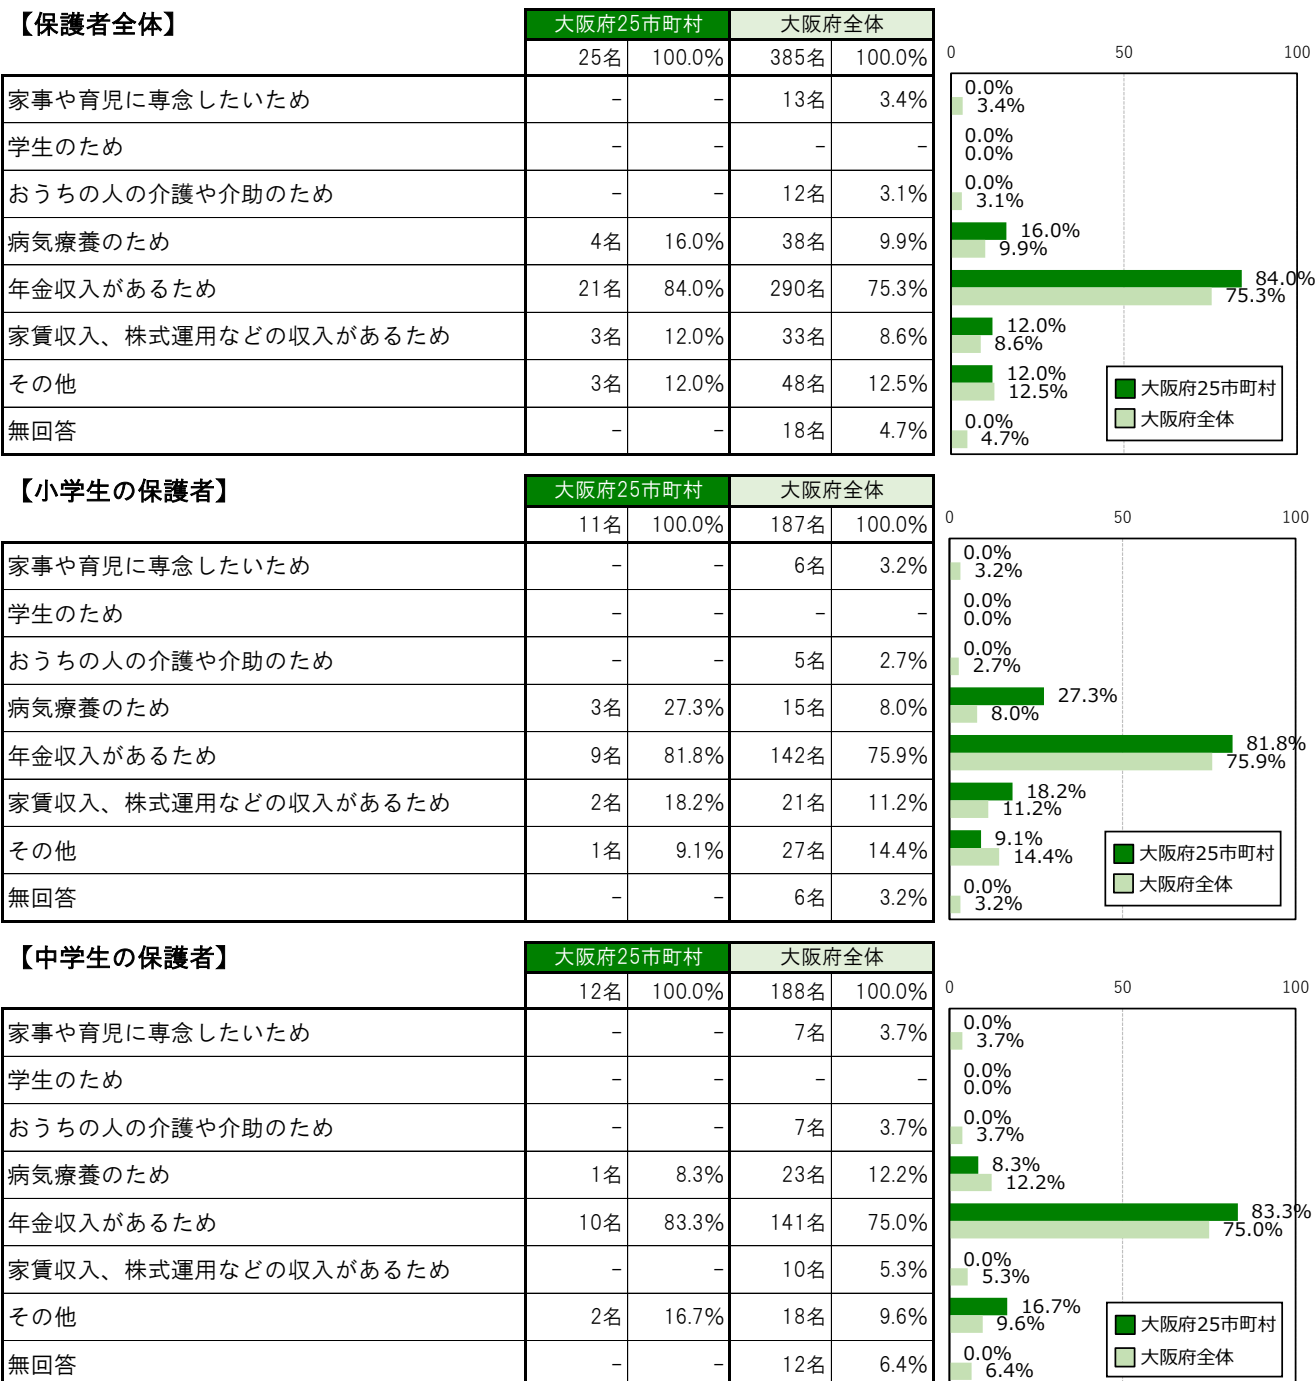 【保護者全体】 大阪府25市町村 大阪府全体
25名 100.0% 385名 100.0%
家事や育児に専念したいため － － 13名 3.4%
学生のため － － － －
おうちの人の介護や介助のため － － 12名 3.1%
病気療養のため 4名 16.0% 38名 9.9%
年金収入があるため 21名 84.0% 290名 75.3%
家賃収入、株式運用などの収入があるため 3名 12.0% 33名 8.6%
その他 3名 12.0% 48名 12.5%
無回答 － － 18名 4.7%
0 50 100
0.0%
3.4%
0.0%
0.0%
0.0%
3.1%
16.0%
9.9%
84.0%
75.3%
12.0%
8.6%
12.0%
12.5%
0.0%
4.7%
大阪府25市町村
大阪府全体
【小学生の保護者】 大阪府25市町村 大阪府全体
11名 100.0% 187名 100.0%
家事や育児に専念したいため － － 6名 3.2%
学生のため － － － －
おうちの人の介護や介助のため － － 5名 2.7%
病気療養のため 3名 27.3% 15名 8.0%
年金収入があるため 9名 81.8% 142名 75.9%
家賃収入、株式運用などの収入があるため 2名 18.2% 21名 11.2%
その他 1名 9.1% 27名 14.4%
無回答 － － 6名 3.2%
0 50 100
0.0%
3.2%
0.0%
0.0%
0.0%
2.7%
27.3%
8.0%
81.8%
75.9%
18.2%
11.2%
9.1%
14.4%
0.0%
3.2%
大阪府25市町村
大阪府全体
【中学生の保護者】 大阪府25市町村 大阪府全体
12名 100.0% 188名 100.0%
家事や育児に専念したいため － － 7名 3.7%
学生のため － － － －
おうちの人の介護や介助のため － － 7名 3.7%
病気療養のため 1名 8.3% 23名 12.2%
年金収入があるため 10名 83.3% 141名 75.0%
家賃収入、株式運用などの収入があるため － － 10名 5.3%
その他 2名 16.7% 18名 9.6%
無回答 － － 12名 6.4%
0 50 100
0.0%
3.7%
0.0%
0.0%
0.0%
3.7%
8.3%
12.2%
83.3%
75.0%
0.0%
5.3%
16.7%
9.6%
0.0%
6.4%
大阪府25市町村
大阪府全体